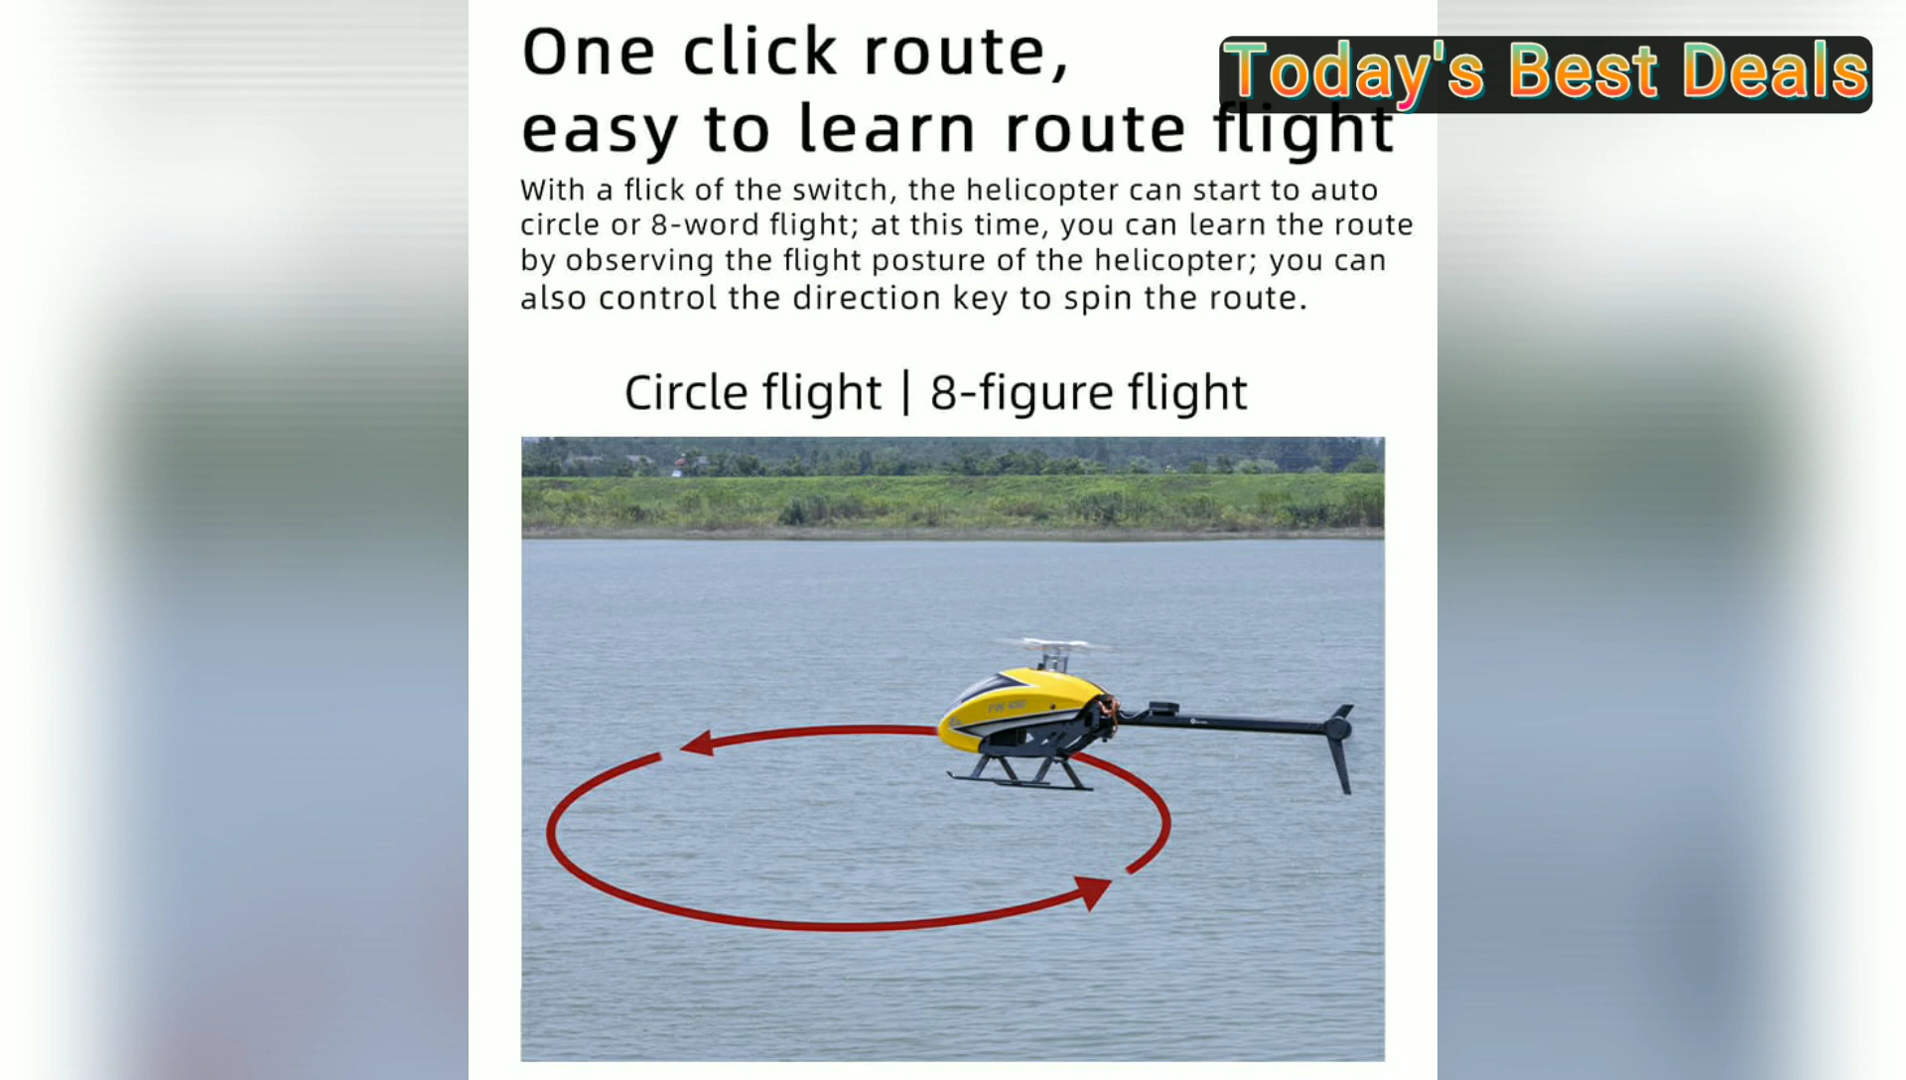 One click route,
Today's Best Deals
easy to learn route flight
With a flick of the switch, the helicopter can start to auto
circle or 8-word flight; at this time, you can learn the route
by observing the flight posture of the helicopter; you can
also control the direction key to spin the route.
Circle flight | 8-figure flight